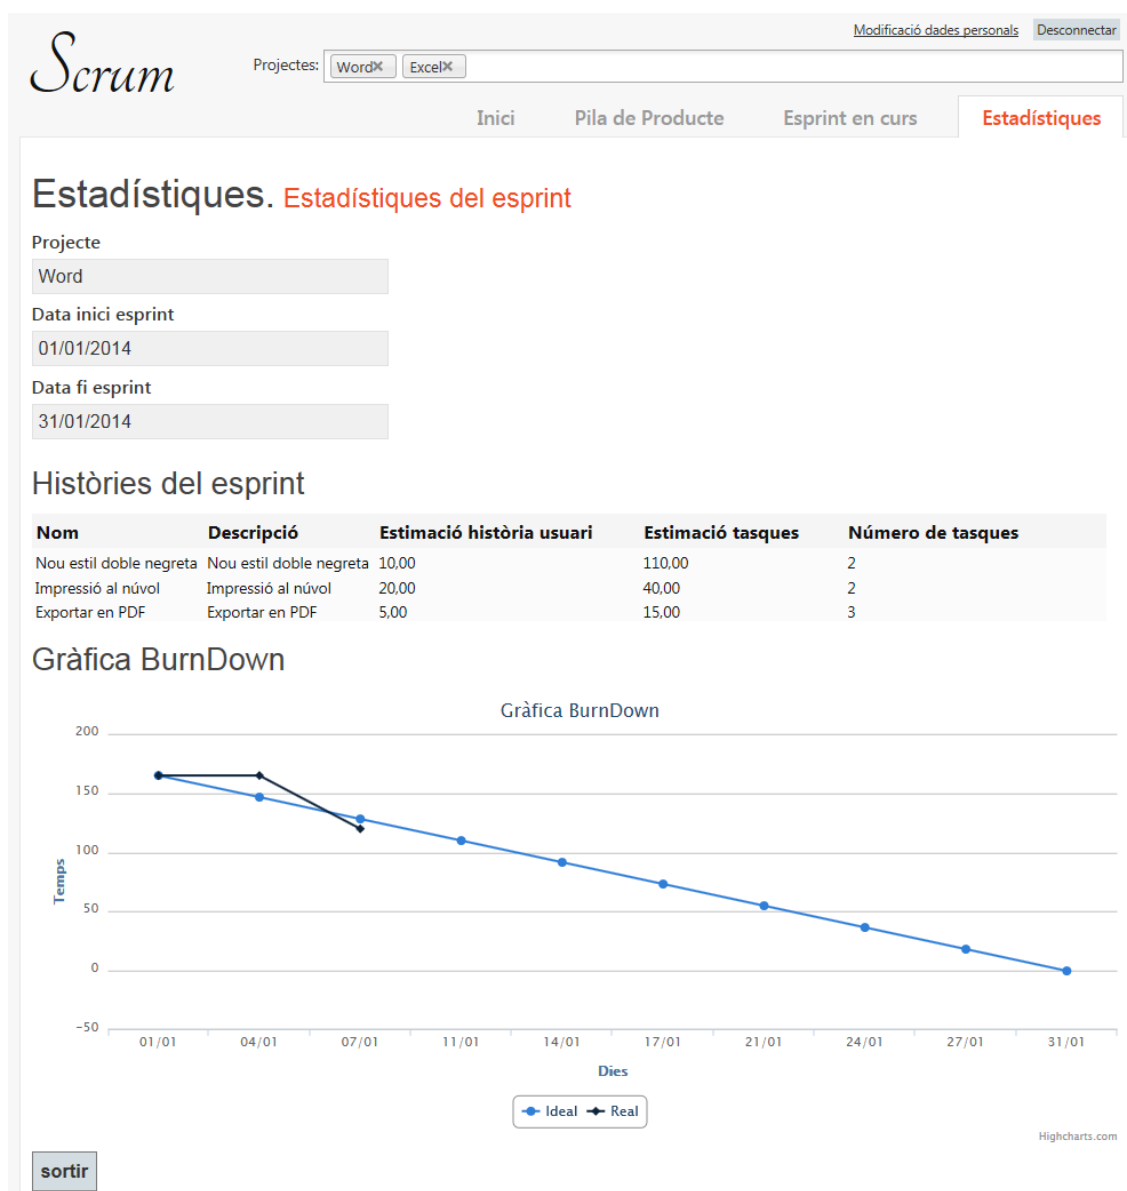 Modificació dades personals Desconnectar
Scrum
Projectes: Word× Excel×
Inici Pila de Producte Esprint en curs Estadístiques
Estadístiques. Estadístiques del esprint
Projecte
Word
Data inici esprint
01/01/2014
Data fi esprint
31/01/2014
Històries del esprint
Nom Descripció Estimació història usuari Estimació tasques Número de tasques
Nou estil doble negreta Nou estil doble negreta 10,00 110,00 2
Impressió al núvol Impressió al núvol 20,00 40,00 2
Exportar en PDF Exportar en PDF 5,00 15,00 3
Gràfica BurnDown
Gràfica BurnDown
200
150
100
50
0
−50
Temps
01/01 04/01 07/01 11/01 14/01 17/01 21/01 24/01 27/01 31/01
Dies
Ideal Real
Highcharts.com
sortir